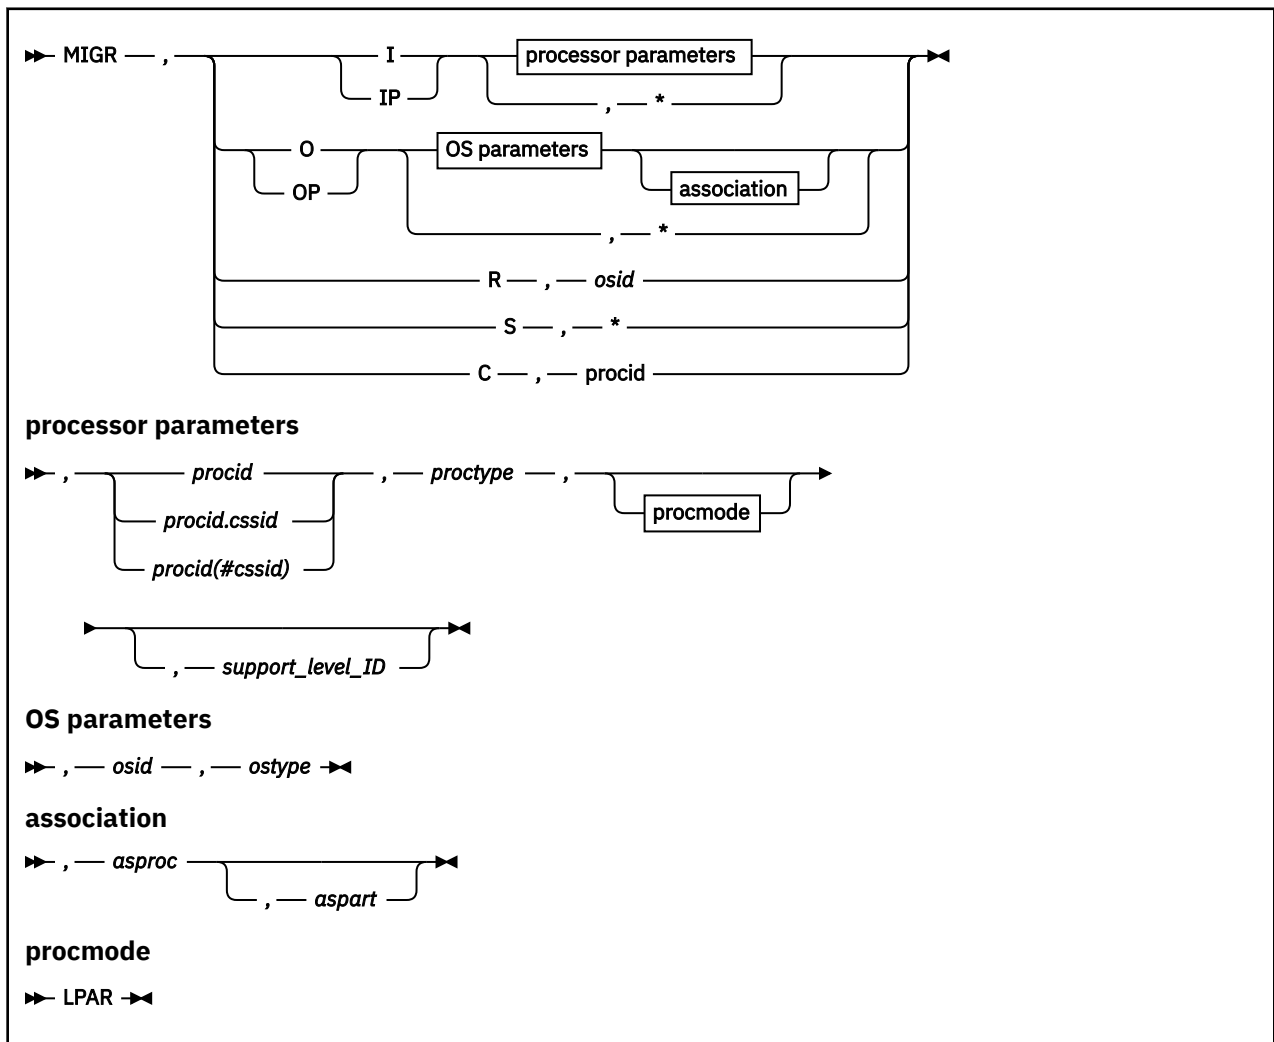 MIGR , I processor parameters
IP , *
O OS parameters
OP association
, *
R , osid
S , *
C , procid
processor parameters
, procid , proctype ,
procid.cssid procmode
procid(#cssid)
, support_level_ID
OS parameters
, osid , ostype
association
, asproc
, aspart
procmode
LPAR